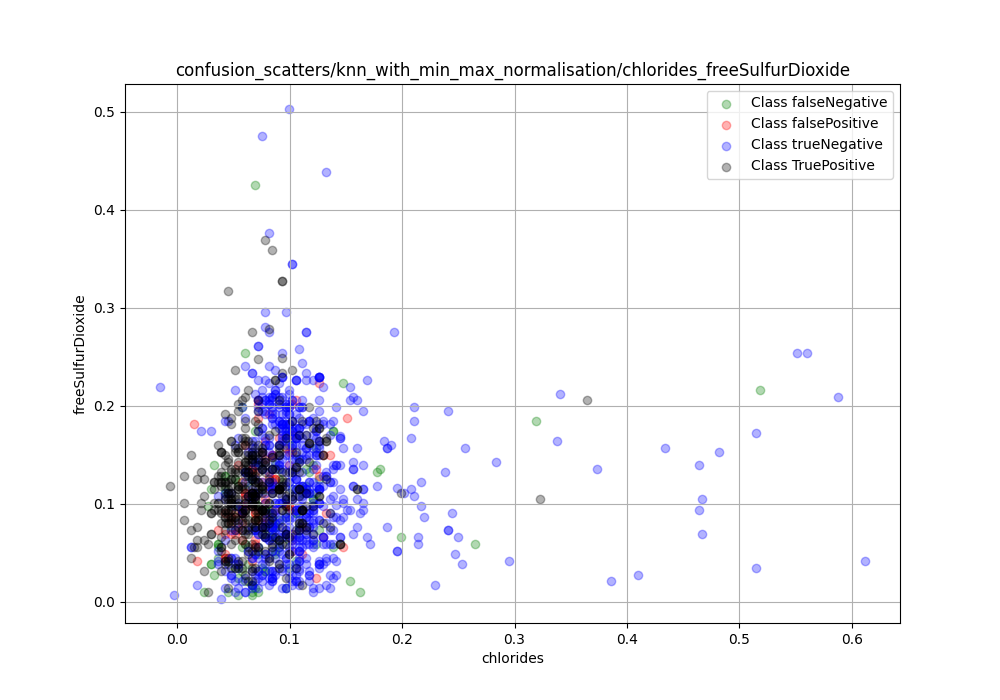 confusion_scatters/knn_with_min_max_normalisation/chlorides_freeSulfurDioxide
Class falseNegative
Class falsePositive
Class trueNegative
Class TruePositive
freeSulfurDioxide
0.5
0.4
0.3
0.2
0.1
0.0
0.0 0.1 0.2 0.3 0.4 0.5 0.6
chlorides